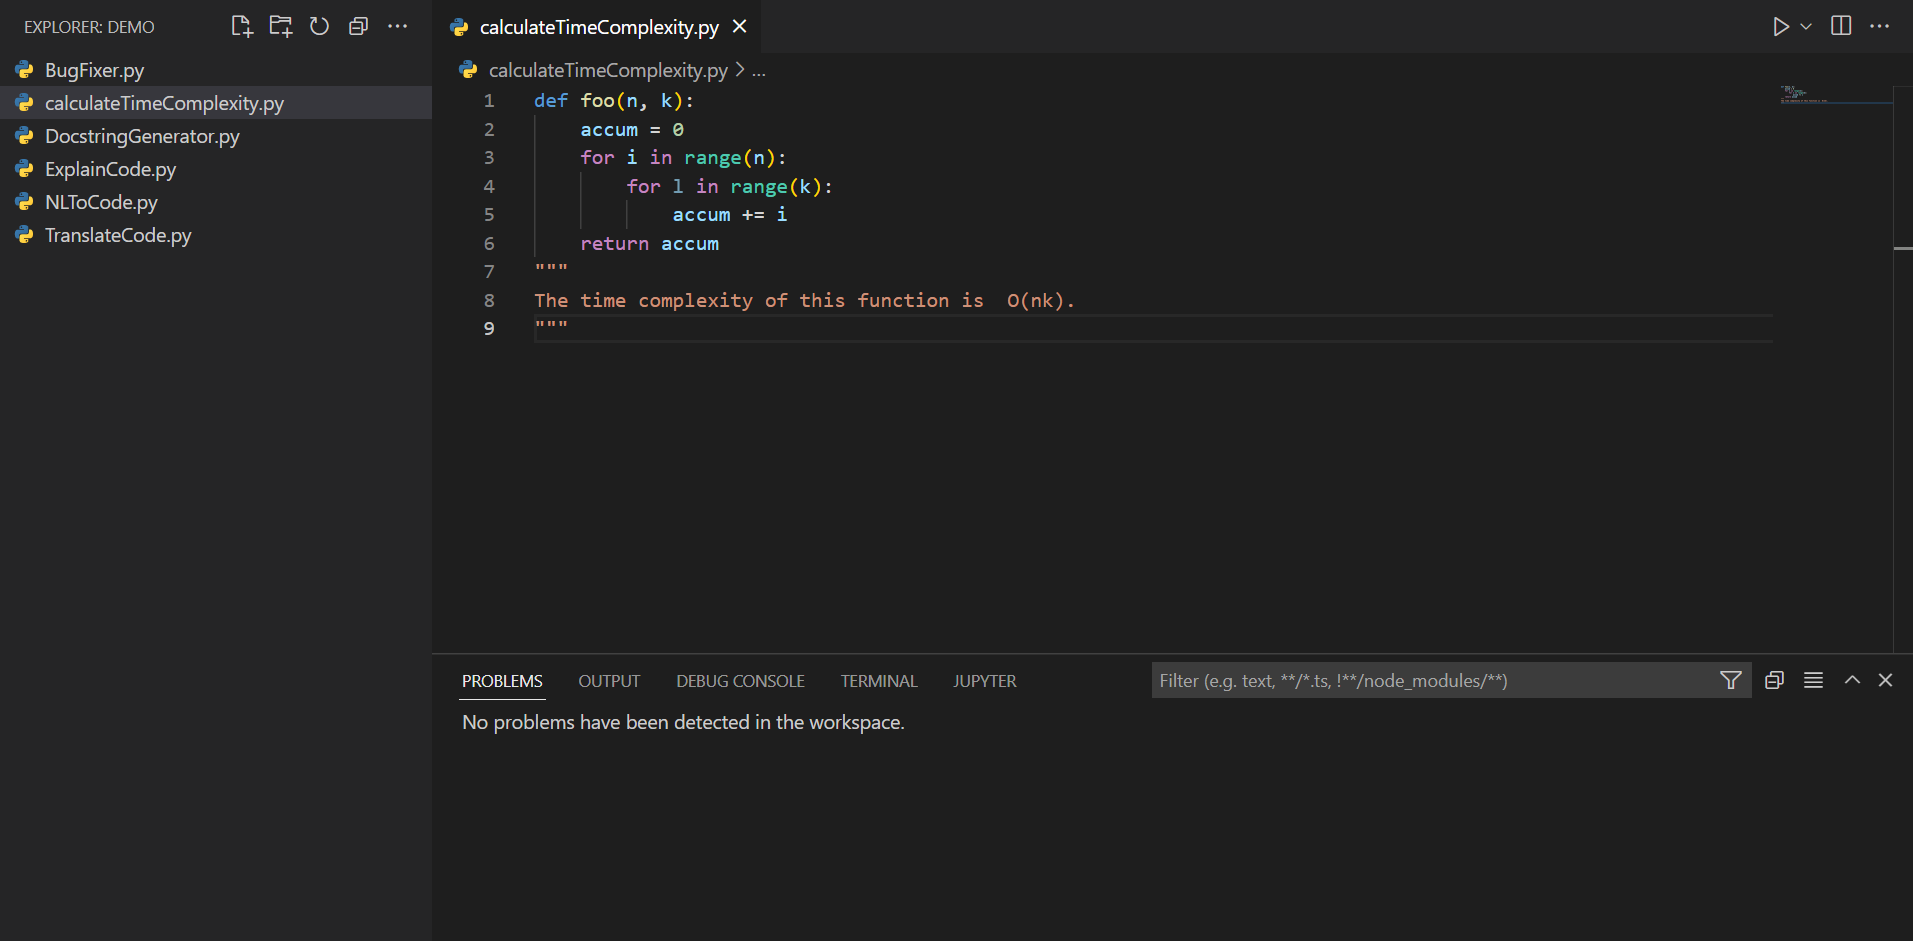 EXPLORER: DEMO
BugFixer.py
calculateTimeComplexity.py
DocstringGenerator.py
ExplainCode.py
NLToCode.py
TranslateCode.py
calculateTimeComplexity.py
calculateTimeComplexity.py > ...
1 def foo(n, k):
2     accum = 0
3     for i in range(n):
4         for l in range(k):
5             accum += i
6     return accum
7 """
8 The time complexity of this function is  O(nk).
9 """
PROBLEMS OUTPUT DEBUG CONSOLE TERMINAL JUPYTER Filter (e.g. text, **/*.ts, !**/node_modules/**)
No problems have been detected in the workspace.